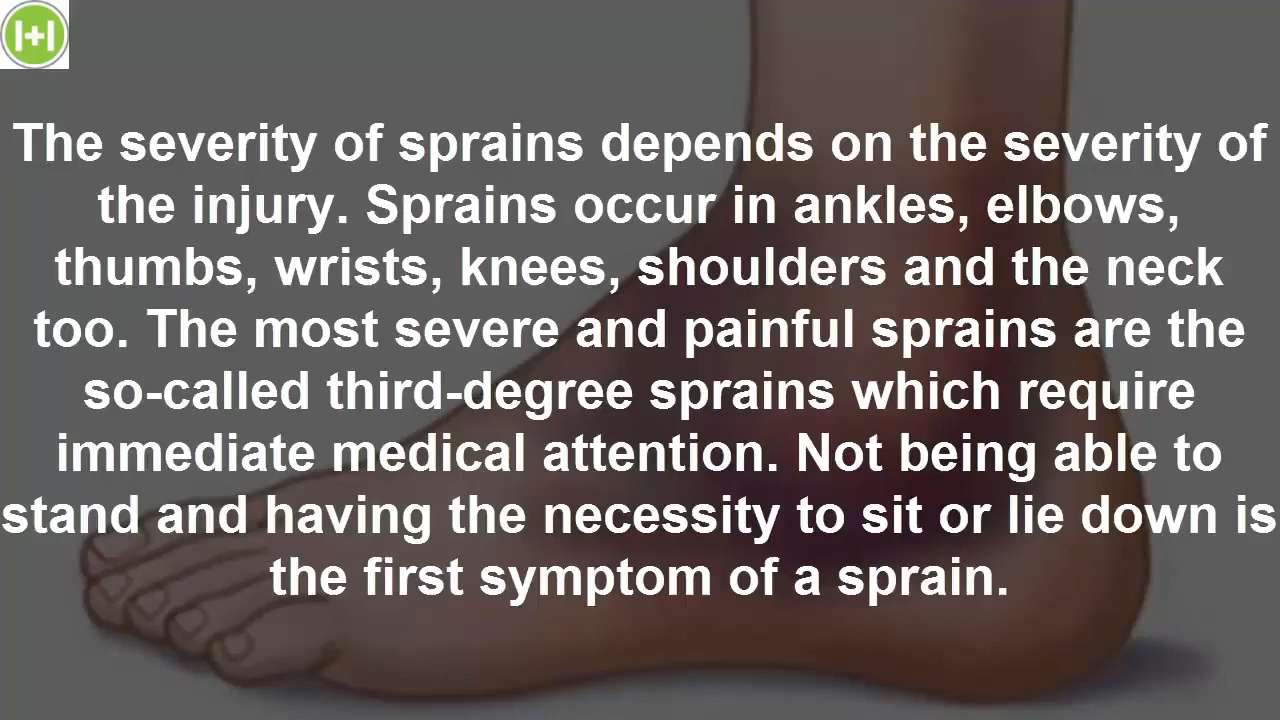 The severity of sprains depends on the severity of
the injury. Sprains occur in ankles, elbows,
thumbs, wrists, knees, shoulders and the neck
too. The most severe and painful sprains are the
so-called third-degree sprains which require
immediate medical attention. Not being able to
stand and having the necessity to sit or lie down is
the first symptom of a sprain.